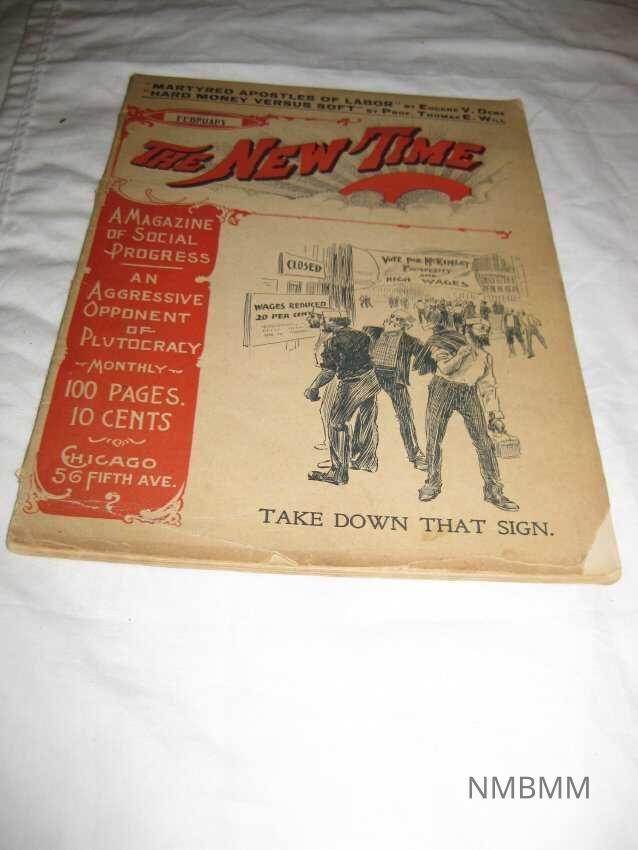 "MARTYRED APOSTLES OF LABOR" BY EUGENE V. DEBS
"HARD MONEY VERSUS SOFT" BY PROF. THOMAS E. WILL
FEBRUARY
THE NEW TIME
A MAGAZINE
OF SOCIAL
PROGRESS
AN
AGGRESSIVE
OPPONENT
OF
PLUTOCRACY
MONTHLY
100 PAGES.
10 CENTS
CHICAGO
56 FIFTH AVE.
CLOSED
WAGES REDUCED
20 PER CENT
VOTE FOR McKINLEY
PROSPERITY
AND
HIGH WAGES
TAKE DOWN THAT SIGN.
NMBMM